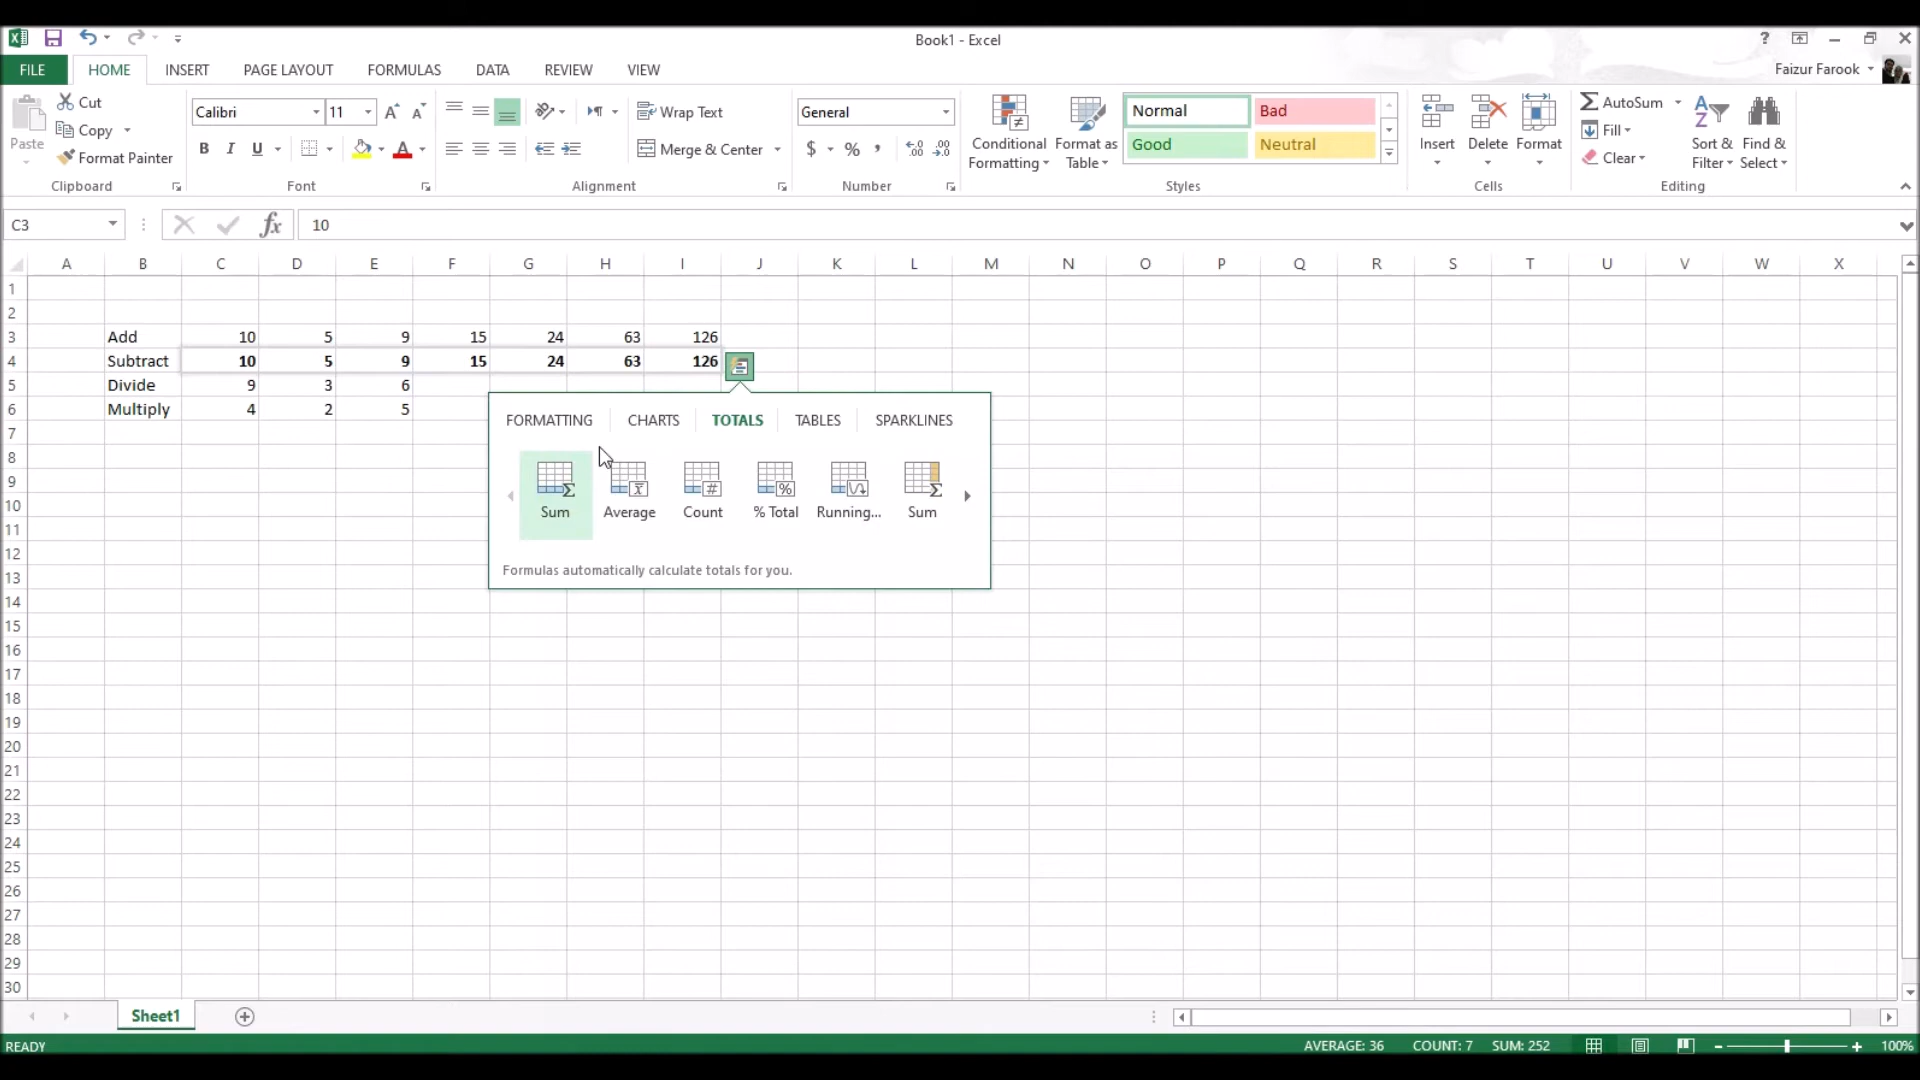 Book1 - Excel
FILE HOME INSERT PAGE LAYOUT FORMULAS DATA REVIEW VIEW
Faizur Farook
Paste
Cut
Copy
Format Painter
Clipboard
Calibri 11
B I U
Font
Wrap Text
Merge & Center
Alignment
General
$ % ,
Number
Conditional Formatting
Format as Table
Normal Bad
Good Neutral
Styles
Insert Delete Format
Cells
AutoSum
Fill
Clear
Sort & Filter
Find & Select
Editing
C3 fx 10
A B C D E F G H I J K L M N O P Q R S T U V W X
1
2
3 Add 10 5 9 15 24 63 126
4 Subtract 10 5 9 15 24 63 126
5 Divide 9 3 6
6 Multiply 4 2 5
7
8
9
10
11
12
13
14
15
16
17
18
19
20
21
22
23
24
25
26
27
28
29
30
FORMATTING CHARTS TOTALS TABLES SPARKLINES
Sum Average Count % Total Running... Sum
Formulas automatically calculate totals for you.
Sheet1
READY AVERAGE: 36 COUNT: 7 SUM: 252 100%